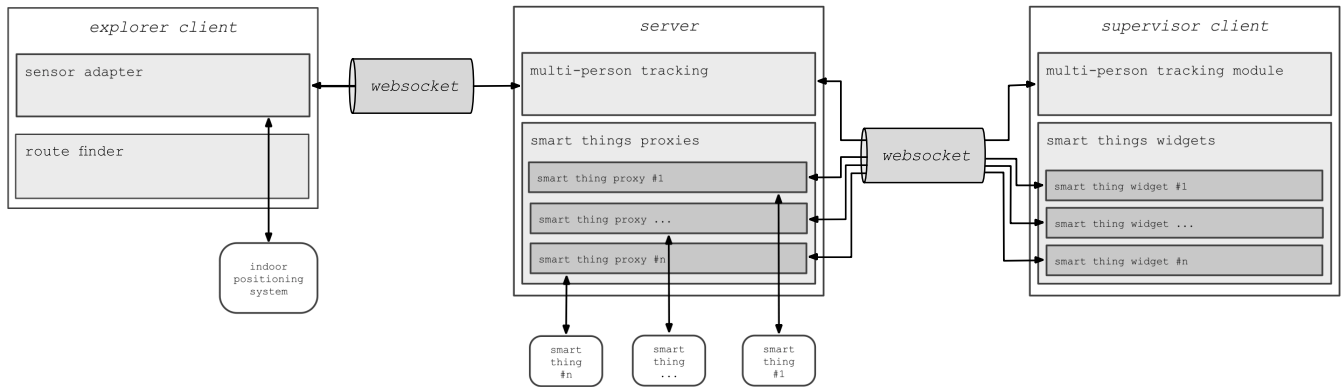 explorer client
sensor adapter
route finder
indoor
positioning
system
websocket
server
multi-person tracking
smart things proxies
smart thing proxy #1
smart thing proxy ...
smart thing proxy #n
smart
thing
#n
smart
thing
...
smart
thing
#1
websocket
supervisor client
multi-person tracking module
smart things widgets
smart thing widget #1
smart thing widget ...
smart thing widget #n